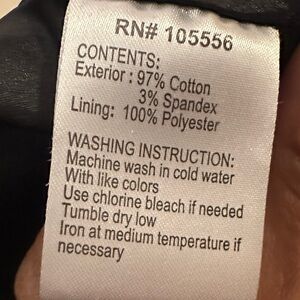 RN# 105556
CONTENTS:
Exterior : 97% Cotton
3% Spandex
Lining: 100% Polyester
WASHING INSTRUCTION:
Machine wash in cold water
With like colors
Use chlorine bleach if needed
Tumble dry low
Iron at medium temperature if
necessary